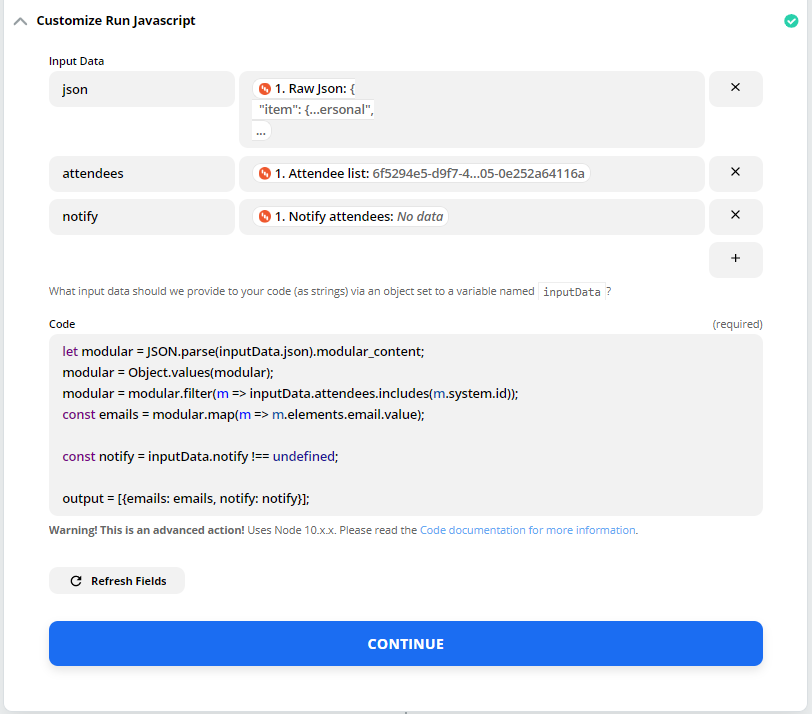 Customize Run Javascript
Input Data
json
1. Raw Json: {
"item": {...ersonal",
...
attendees
1. Attendee list: 6f5294e5-d9f7-4...05-0e252a64116a
notify
1. Notify attendees: No data
What input data should we provide to your code (as strings) via an object set to a variable named inputData ?
Code (required)
let modular = JSON.parse(inputData.json).modular_content;
modular = Object.values(modular);
modular = modular.filter(m => inputData.attendees.includes(m.system.id));
const emails = modular.map(m => m.elements.email.value);
const notify = inputData.notify !== undefined;
output = [{emails: emails, notify: notify}];
Warning! This is an advanced action! Uses Node 10.x.x. Please read the Code documentation for more information.
Refresh Fields
CONTINUE